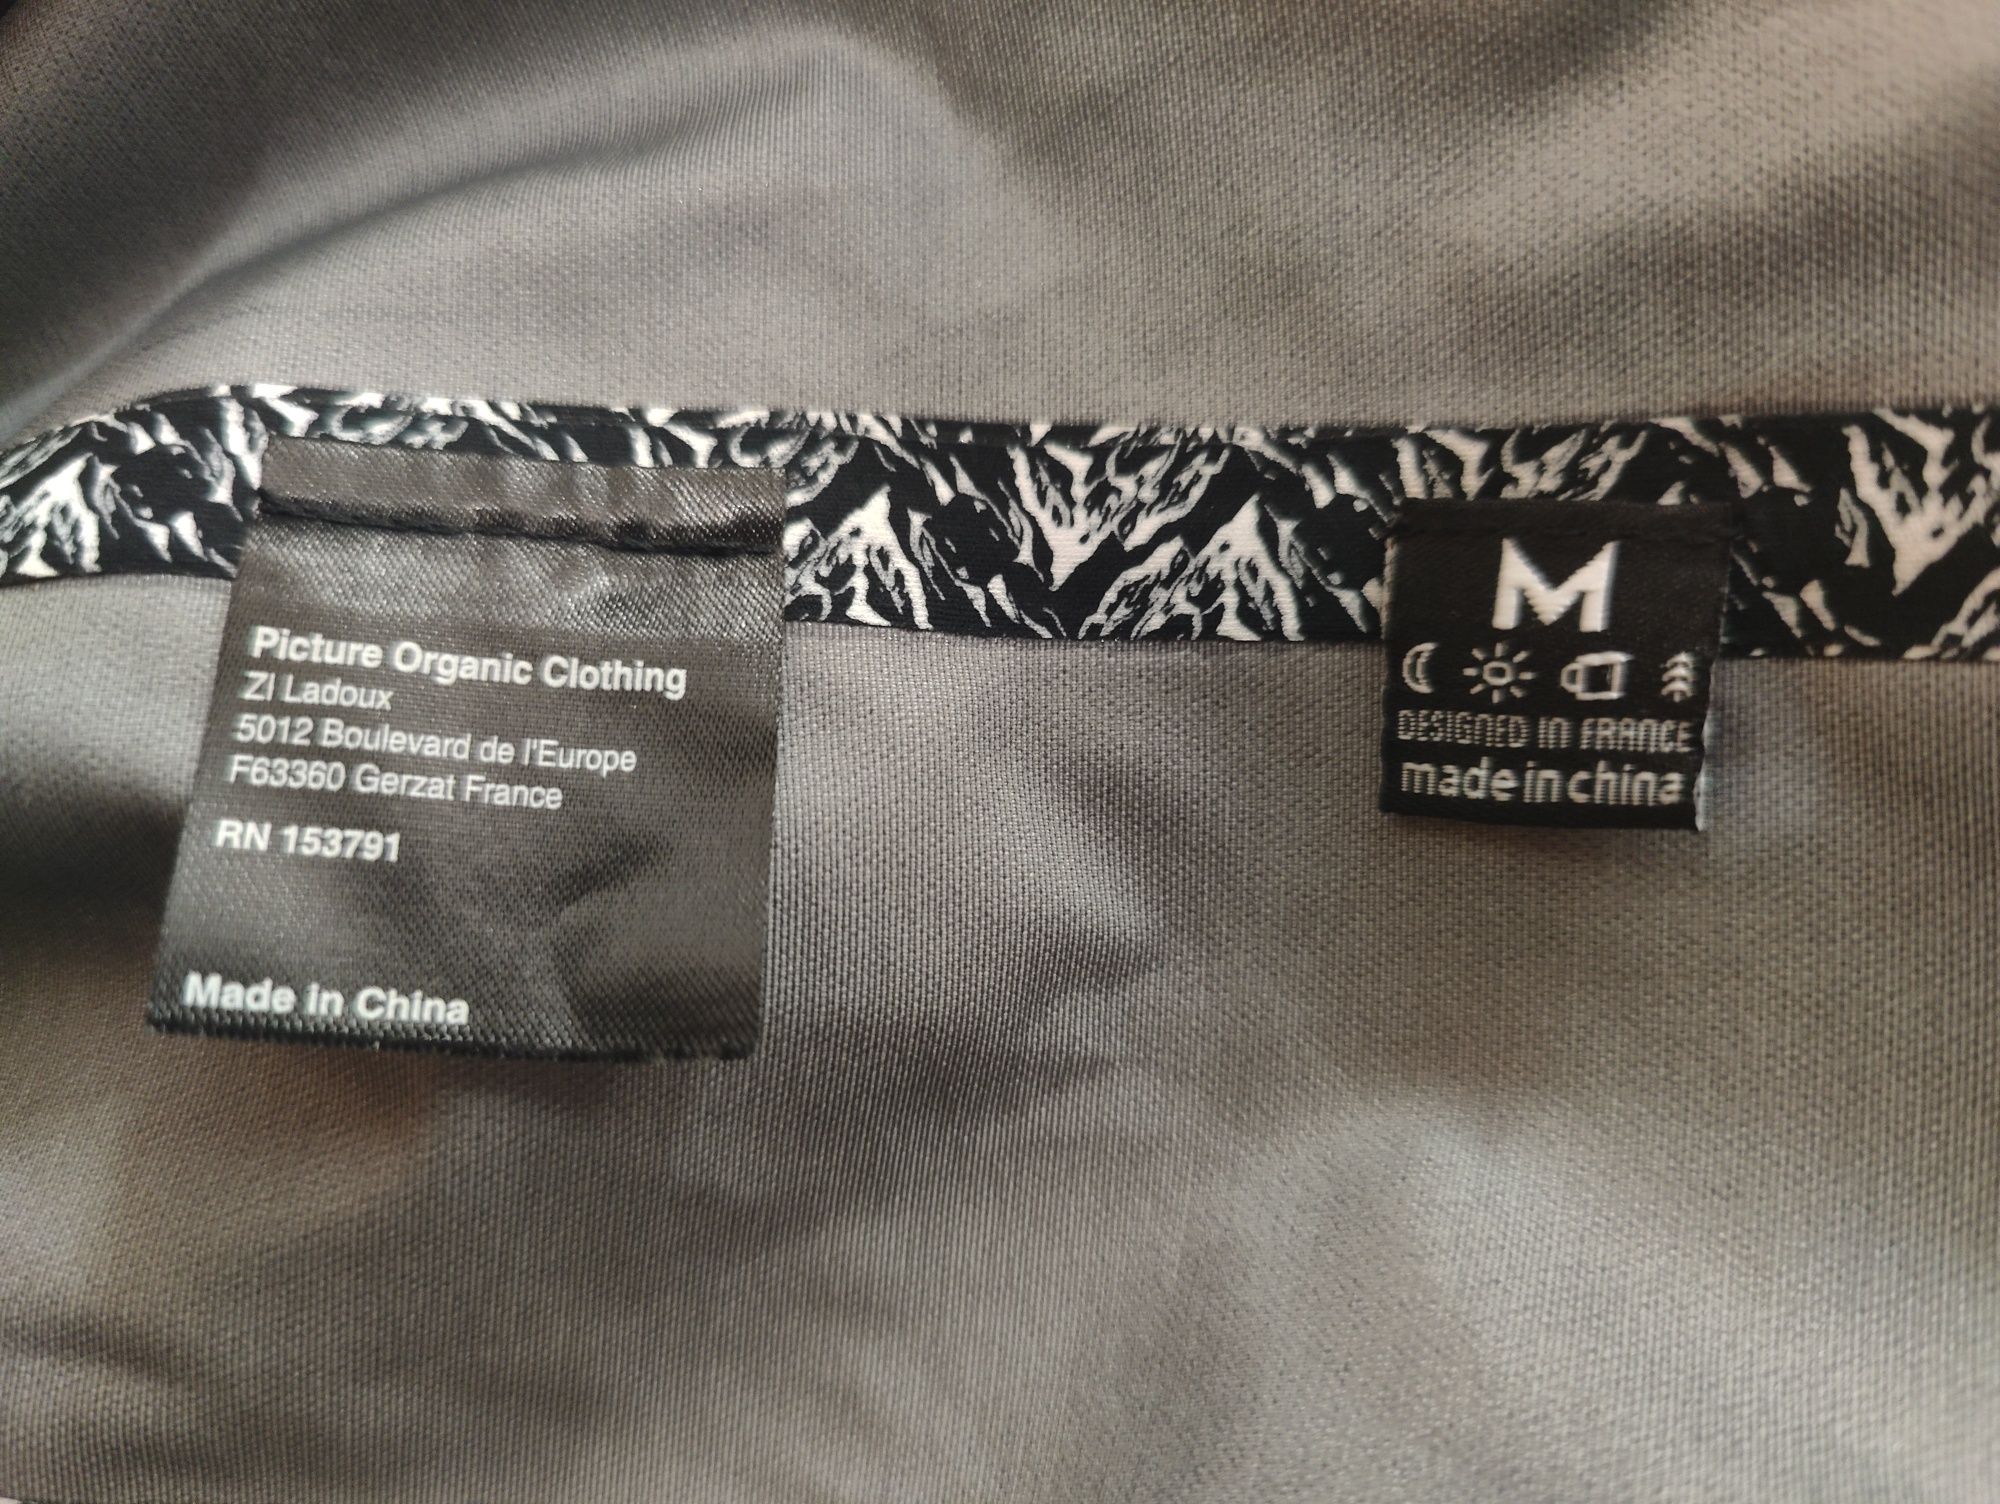 Picture Organic Clothing
ZI Ladoux
5012 Boulevard de l'Europe
F63360 Gerzat France
RN 153791
Made in China
M
DESIGNED IN FRANCE
made in china